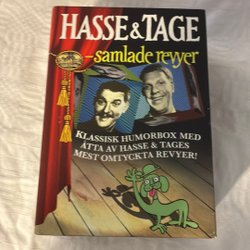 HASSE & TAGE
-samlade revyer
KLASSISK HUMORBOX MED
ÅTTA AV HASSE & TAGES
MEST OMTYCKTA REVYER!